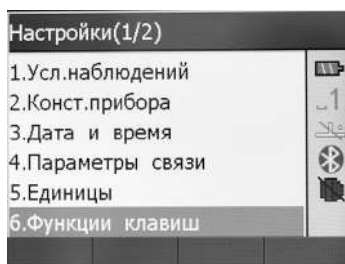 Настройки(1/2)
1.Усл.наблюдений
2.Конст.прибора
3.Дата и время
4.Параметры связи
5.Единицы
6.Функции клавиш
1